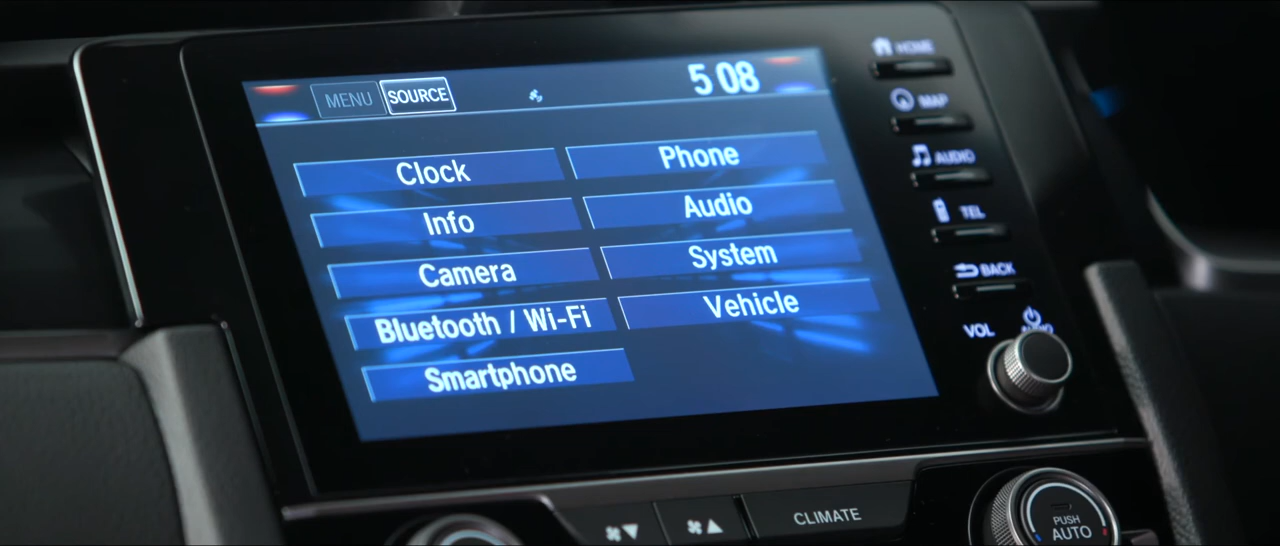 MENU SOURCE 5 08
Clock Phone
Info Audio
Camera System
Bluetooth / Wi-Fi Vehicle
Smartphone
HOME
MAP
AUDIO
TEL
BACK
VOL AUDIO
CLIMATE
PUSH
AUTO